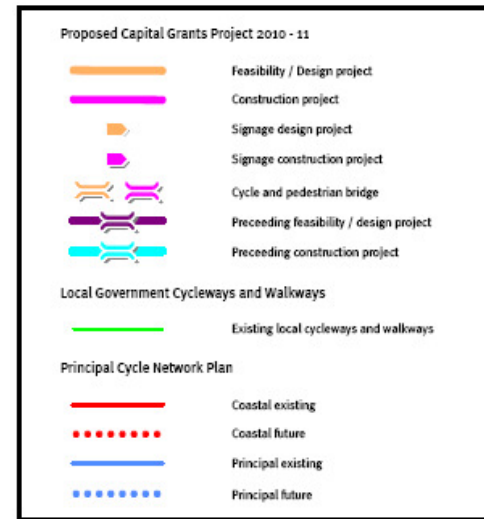 Proposed Capital Grants Project 2010 - 11
Feasibility / Design project
Construction project
Signage design project
Signage construction project
Cycle and pedestrian bridge
Preceeding feasibility / design project
Preceeding construction project
Local Government Cycleways and Walkways
Existing local cycleways and walkways
Principal Cycle Network Plan
Coastal existing
Coastal future
Principal existing
Principal future